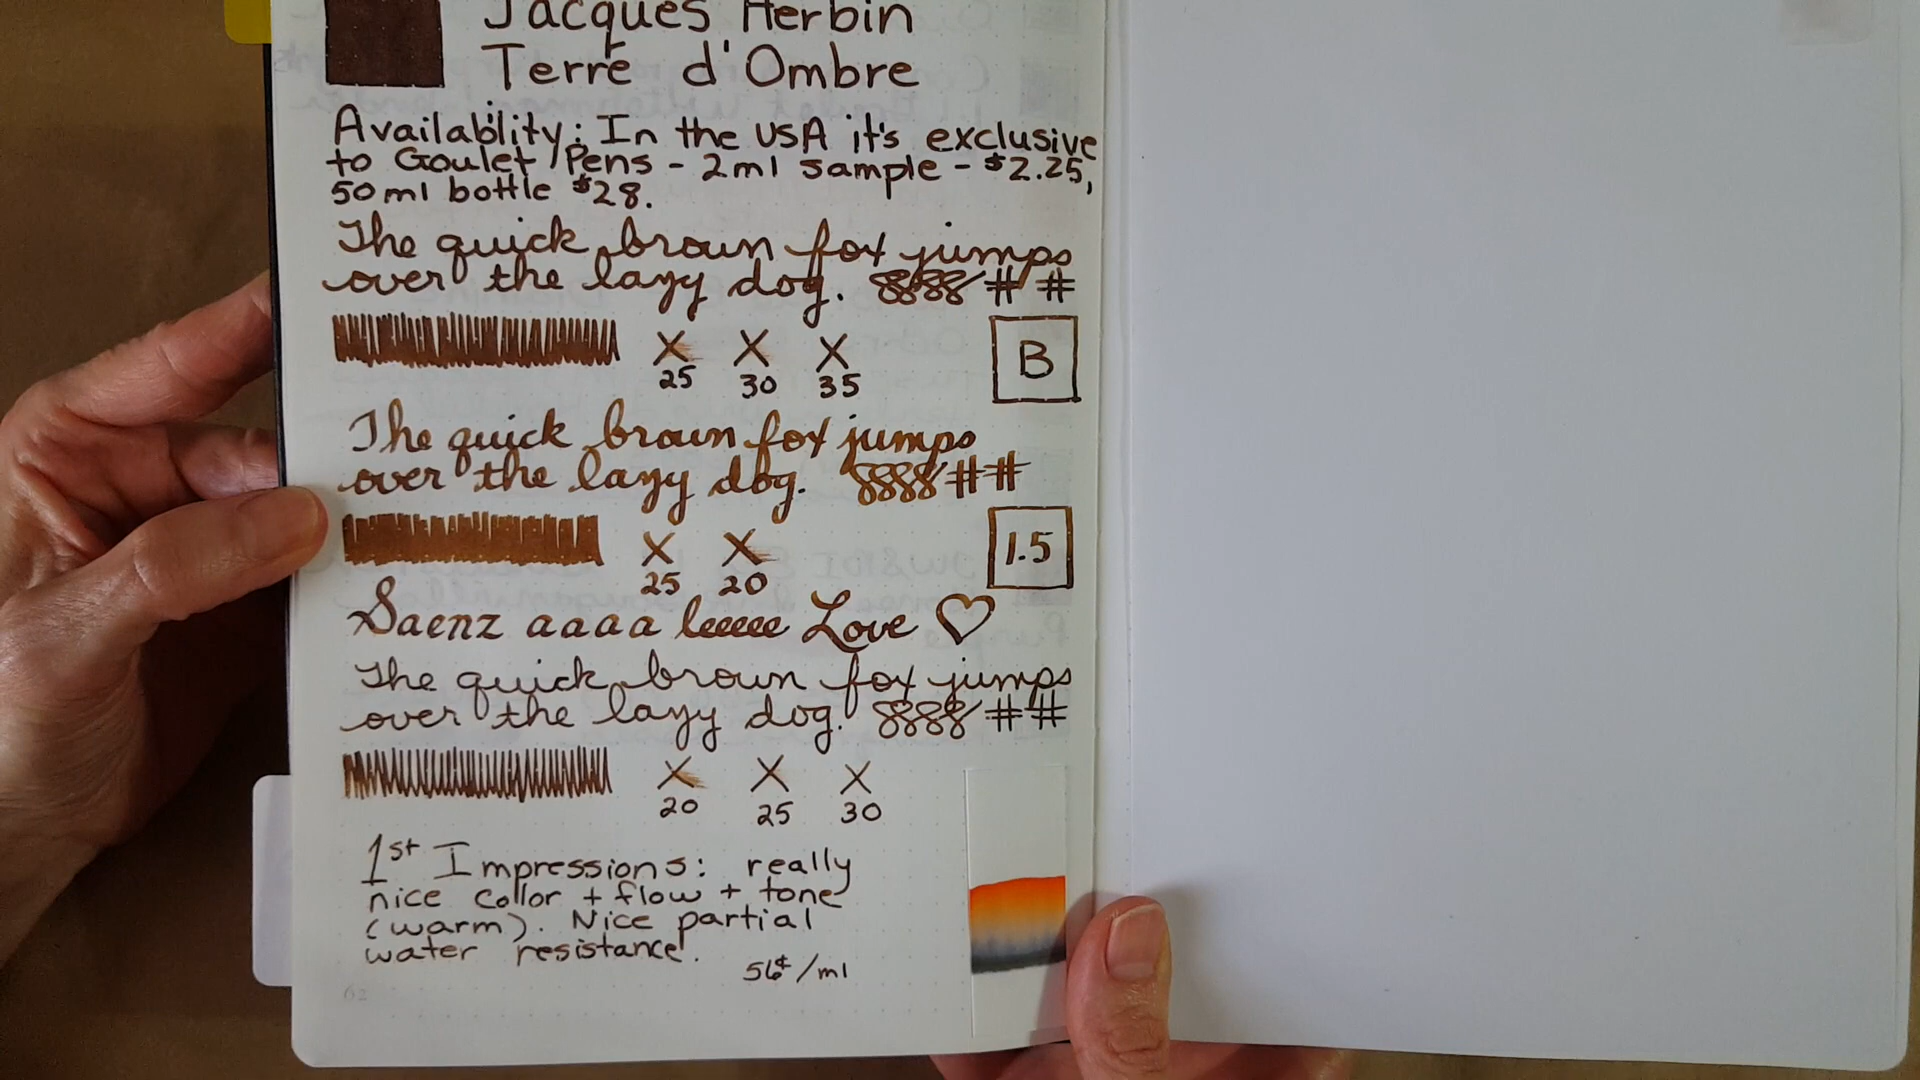 Jacques Herbin
Terre d'Ombre
Availability: In the USA it's exclusive
to Goulet Pens - 2ml sample - $2.25,
50ml bottle $28.
The quick brown fox jumps
over the lazy dog. 8888 # #
X X X
25 30 35
B
The quick brown fox jumps
over the lazy dog. 8888 # #
X X
25 20
1.5
Saenz aaaa leeeee Love ♡
The quick brown fox jumps
over the lazy dog. 8888 # #
X X X
20 25 30
1st Impressions: really
nice color + flow + tone
(warm). Nice partial
water resistance.
56¢/ml
62